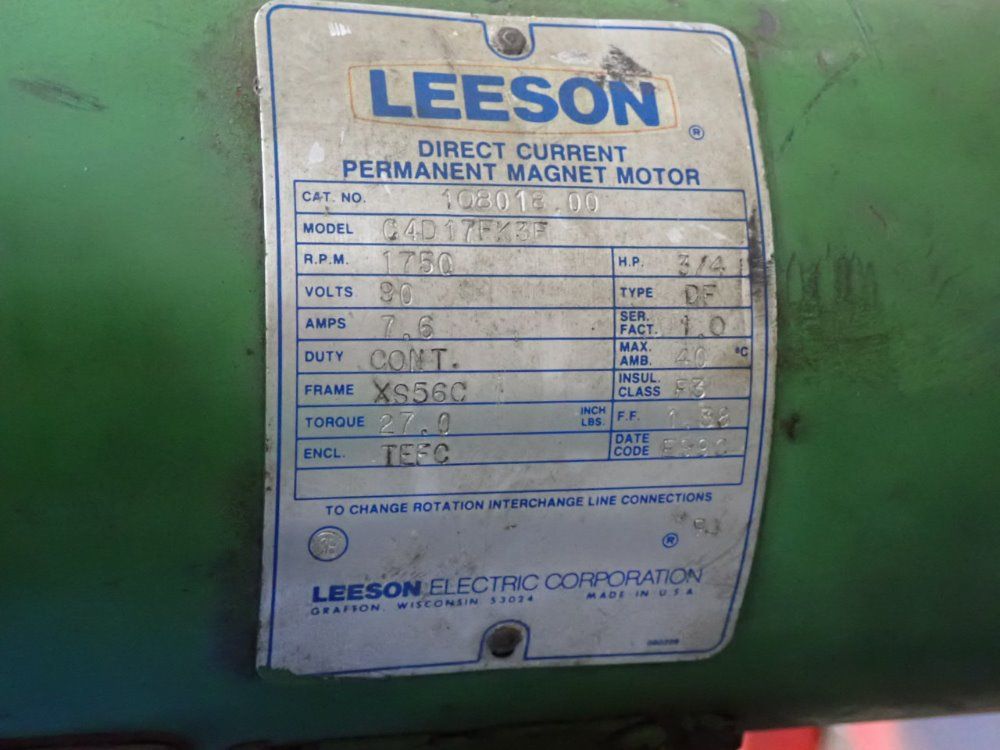 LEESON ®
DIRECT CURRENT
PERMANENT MAGNET MOTOR
CAT. NO. 108018.00
MODEL C4D17FK3F
R.P.M. 1750 H.P. 3/4
VOLTS 90 TYPE DF
AMPS 7.6 SER. FACT. 1.0
DUTY CONT. MAX. AMB. 40 °C
FRAME XS56C INSUL. CLASS F3
TORQUE 27.0 INCH LBS. F.F.
ENCL. TEFC DATE CODE
TO CHANGE ROTATION INTERCHANGE LINE CONNECTIONS
®
LEESON ELECTRIC CORPORATION
GRAFTON, WISCONSIN 53024 MADE IN U.S.A.